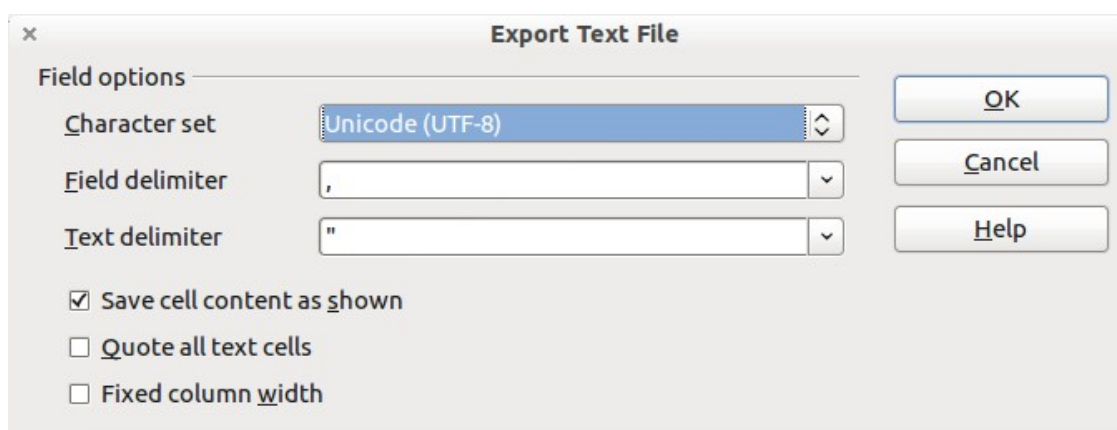 Export Text File
Field options
OK
Character set
Unicode (UTF-8)
Cancel
Field delimiter
,
Text delimiter
"
Help
Save cell content as shown
Quote all text cells
Fixed column width